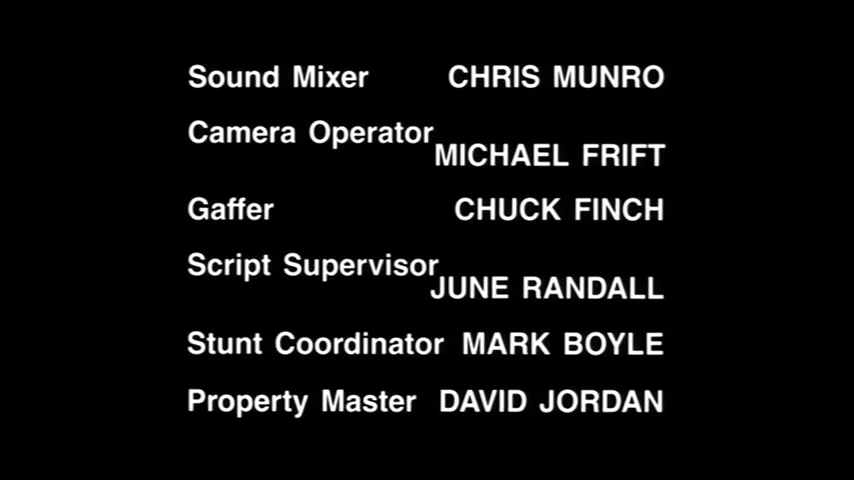 Sound Mixer CHRIS MUNRO
Camera Operator
MICHAEL FRIFT
Gaffer CHUCK FINCH
Script Supervisor
JUNE RANDALL
Stunt Coordinator MARK BOYLE
Property Master DAVID JORDAN